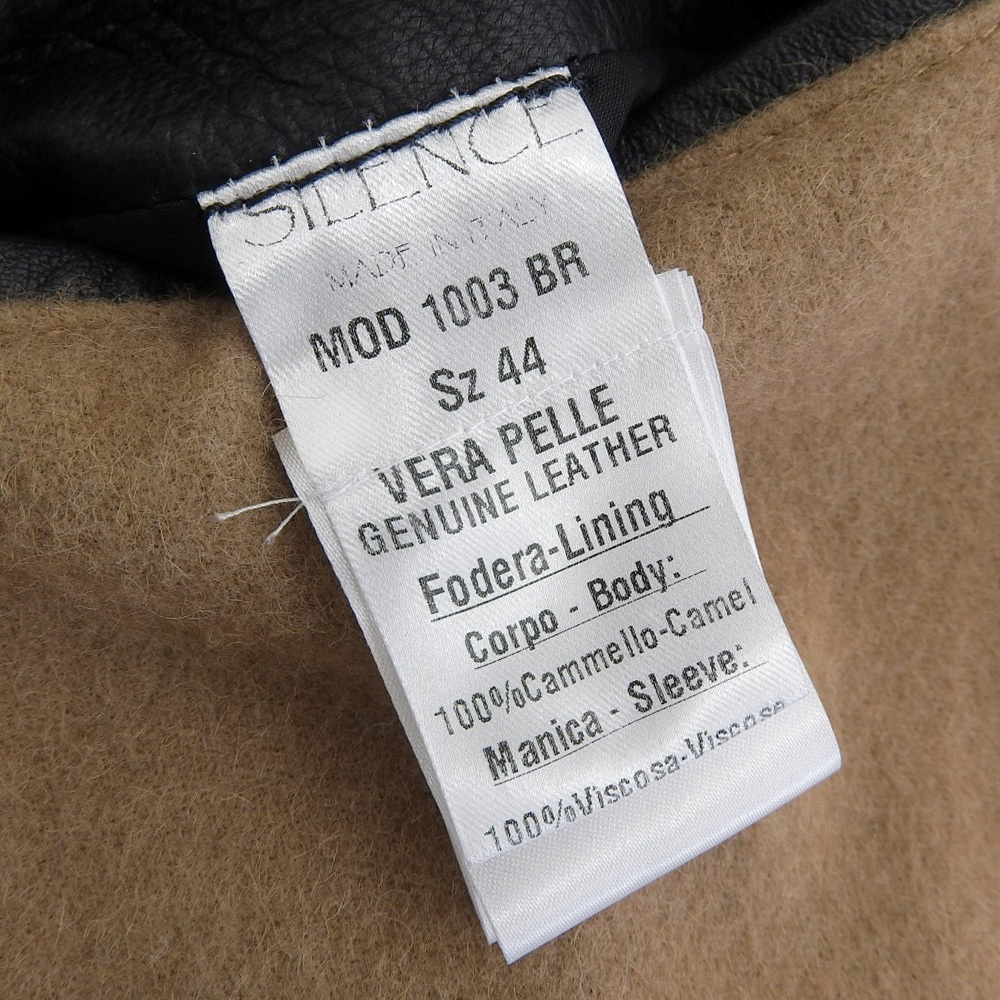 SILENCE
MADE IN ITALY
MOD 1003 BR
Sz 44
VERA PELLE
GENUINE LEATHER
Fodera-Lining
Corpo - Body:
100%Cammello-Camel
Manica - Sleeve:
100%Viscosa-Viscose